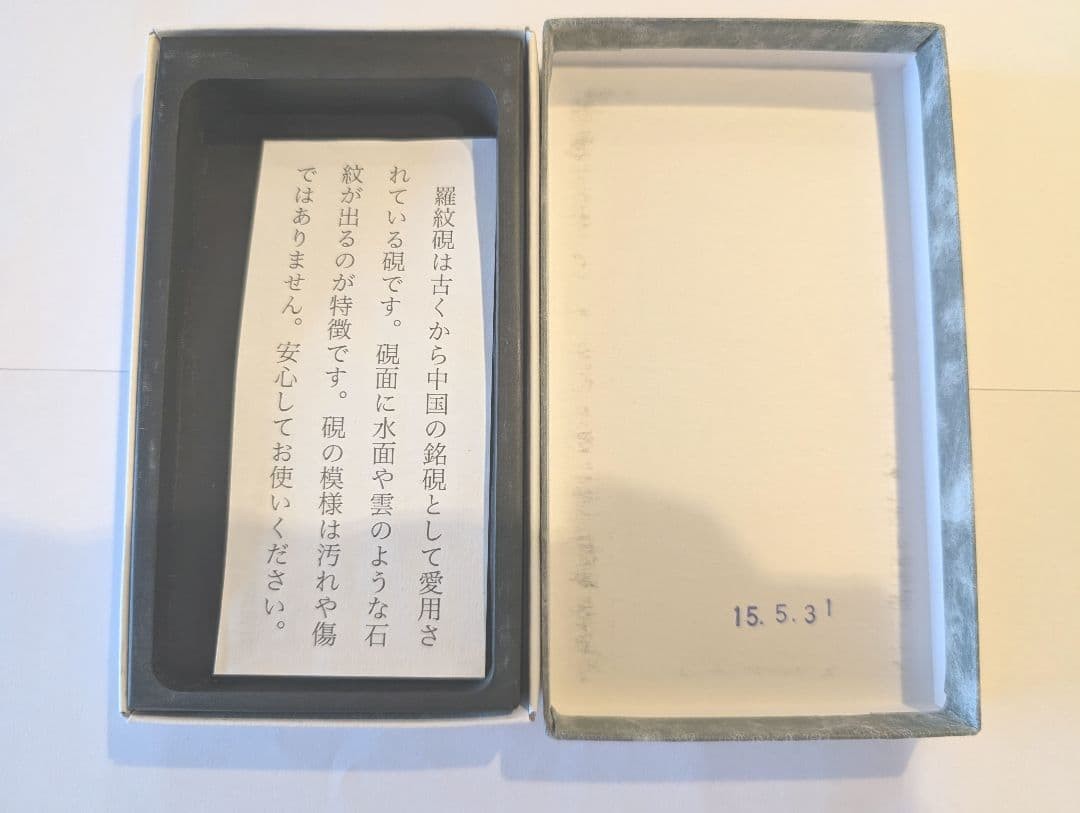 羅紋硯は古くから中国の銘硯として愛用さ
れている硯です。硯面に水面や雲のような石
紋が出るのが特徴です。硯の模様は汚れや傷
ではありません。安心してお使いください。
15.5.31